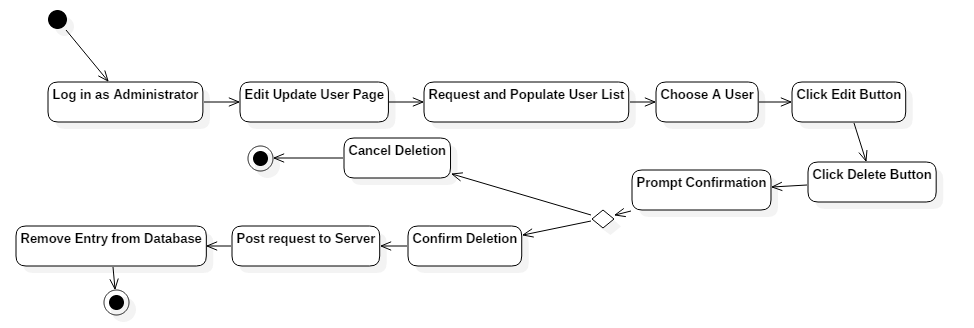 Log in as Administrator
Edit Update User Page
Request and Populate User List
Choose A User
Click Edit Button
Cancel Deletion
Click Delete Button
Prompt Confirmation
Remove Entry from Database
Post request to Server
Confirm Deletion